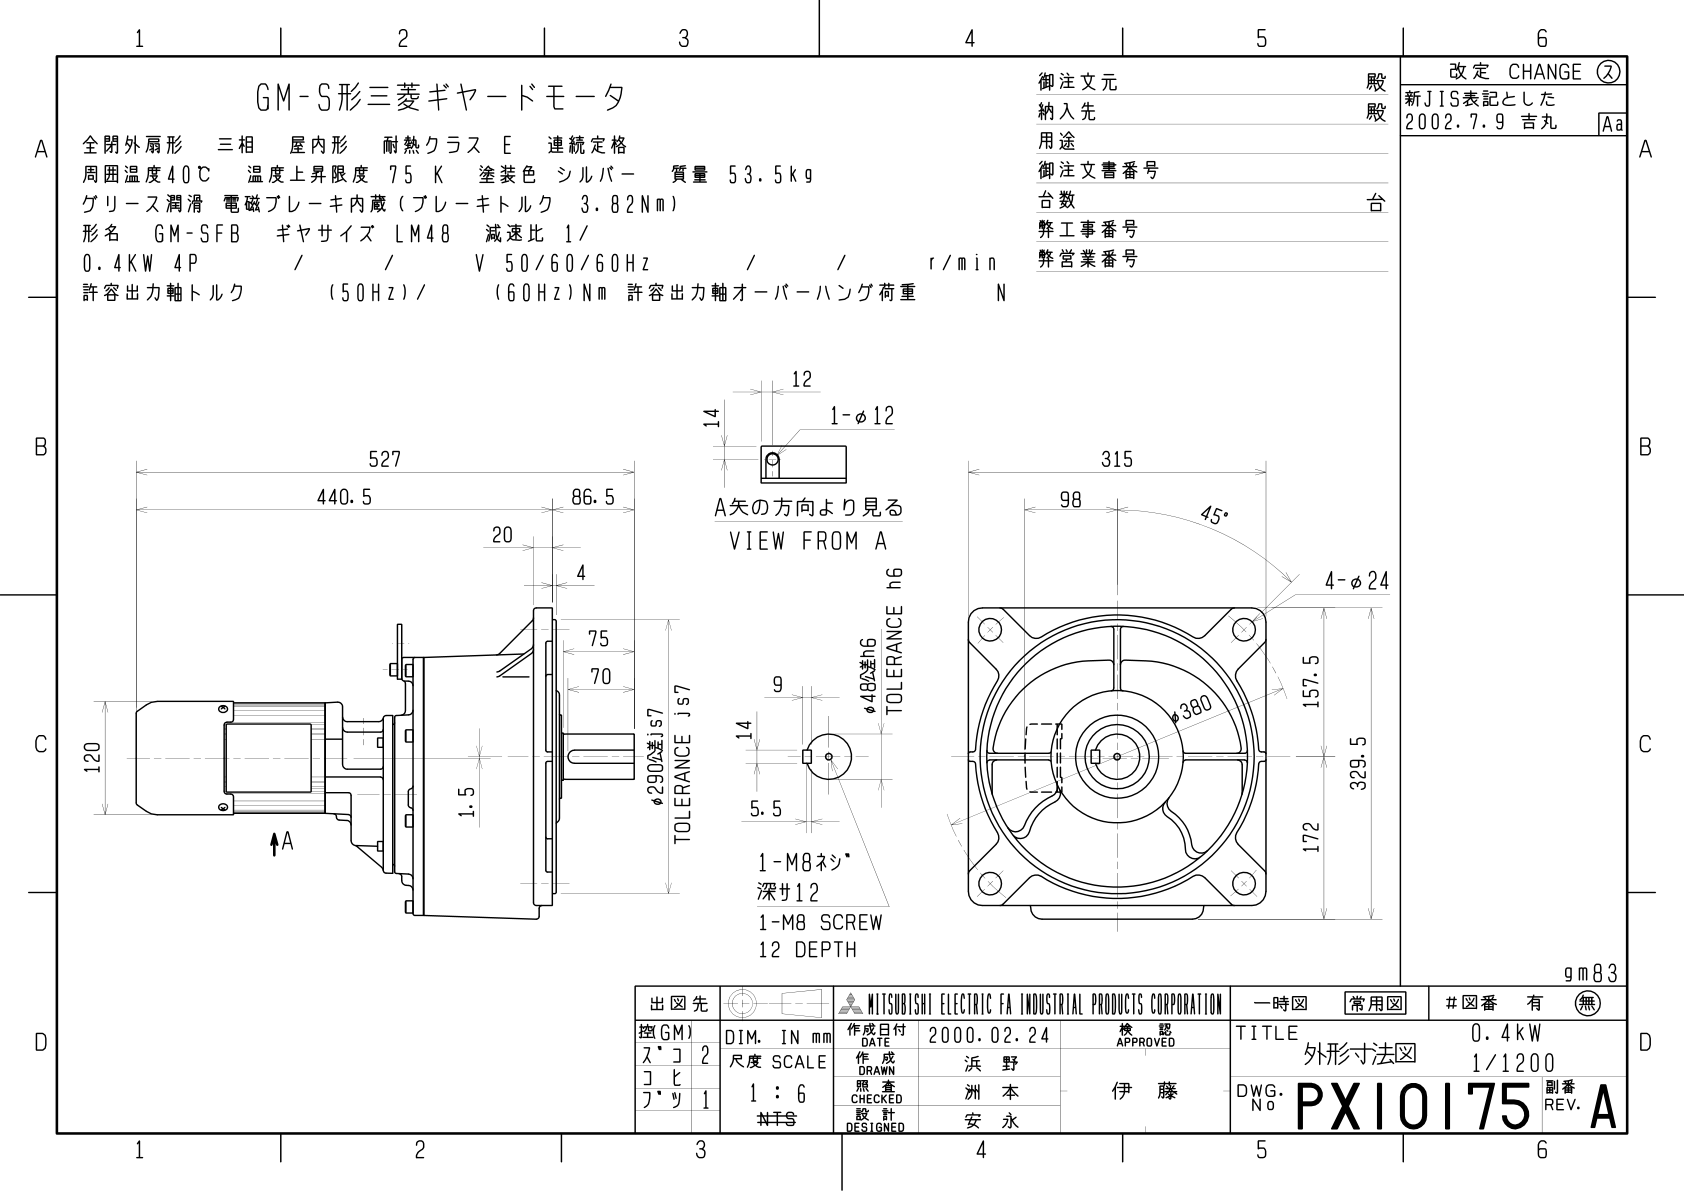 1 2 3 4 5 6
GM-S形三菱ギヤードモータ
全閉外扇形 三相 屋内形 耐熱クラス E 連続定格
周囲温度40℃ 温度上昇限度 75 K 塗装色 シルバー 質量 53.5kg
グリース潤滑 電磁ブレーキ内蔵(ブレーキトルク 3.82Nm)
形名 GM-SFB ギヤサイズ LM48 減速比 1/
0.4KW 4P / / V 50/60/60Hz / / r/min
許容出力軸トルク (50Hz)/ (60Hz)Nm 許容出力軸オーバーハング荷重 N
御注文元 殿
納入先 殿
用途
御注文書番号
台数 台
弊工事番号
弊営業番号
改定 CHANGE ス
新JIS表記とした
2002.7.9 吉丸 Aa
A A
B B
C C
D D
12
14
1-φ12
A矢の方向より見る
VIEW FROM A
527
440.5 86.5
20
4
75
70
120
1.5
A
φ290公差js7
TOLERANCE js7
9
14
5.5
φ48公差h6
TOLERANCE h6
1-M8ネジ
深サ12
1-M8 SCREW
12 DEPTH
315
98
45°
4-φ24
φ380
157.5
329.5
172
gm83
出図先
控(GM)
ズコ 2
コヒ
ブツ 1
DIM. IN mm
尺度 SCALE
1 : 6
NTS
MITSUBISHI ELECTRIC FA INDUSTRIAL PRODUCTS CORPORATION
作成日付
DATE
2000.02.24
検 認
APPROVED
作 成
DRAWN
浜 野
照 査
CHECKED
洲 本
伊 藤
設 計
DESIGNED
安 永
一時図 常用図 #図番 有 無
TITLE
外形寸法図
0.4kW
1/1200
DWG.
No
PX10175
副番
REV.
A
1 2 3 4 5 6